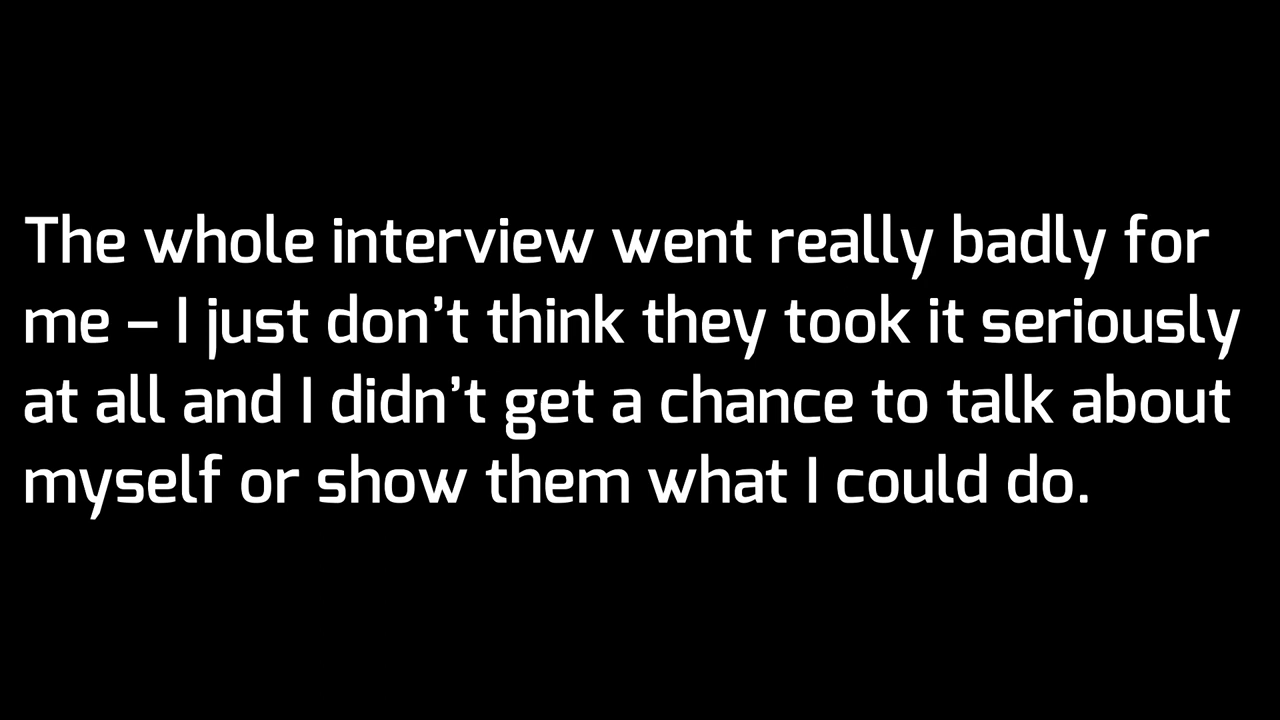 The whole interview went really badly for
me – I just don’t think they took it seriously
at all and I didn’t get a chance to talk about
myself or show them what I could do.